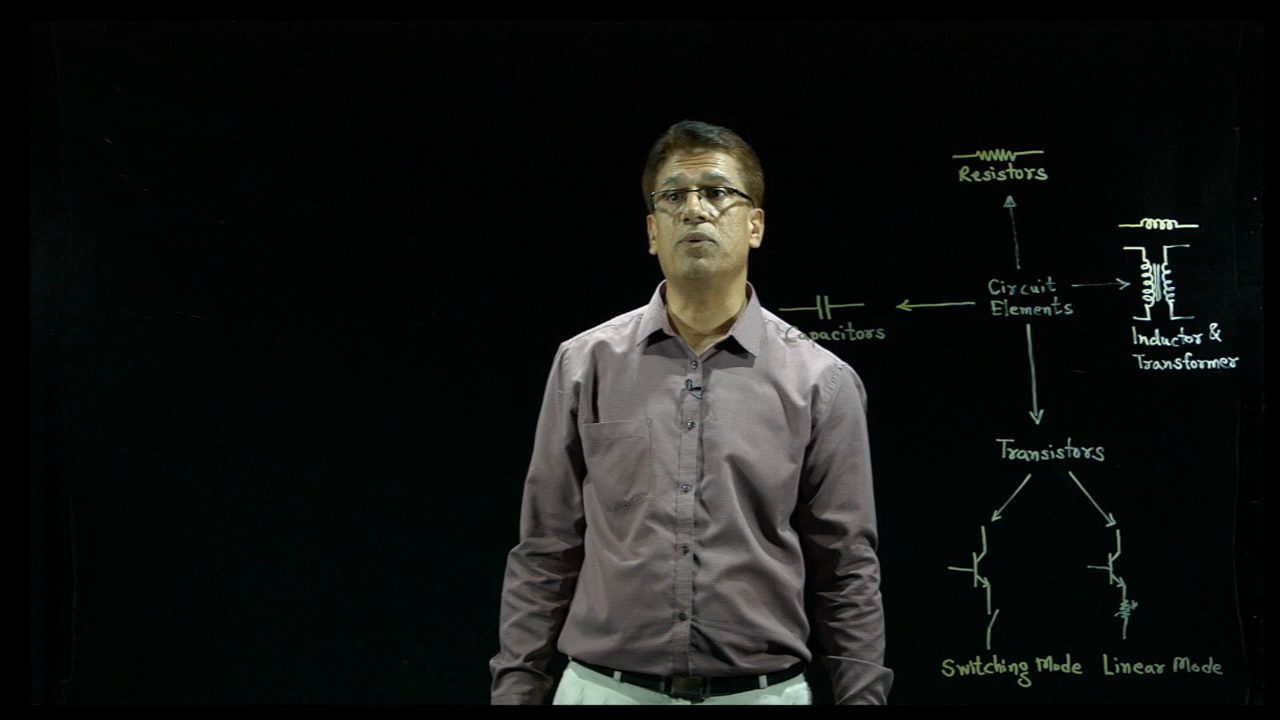 Resistors
Circuit
Elements
Capacitors
Inductor &
Transformer
Transistors
Switching Mode
Linear Mode